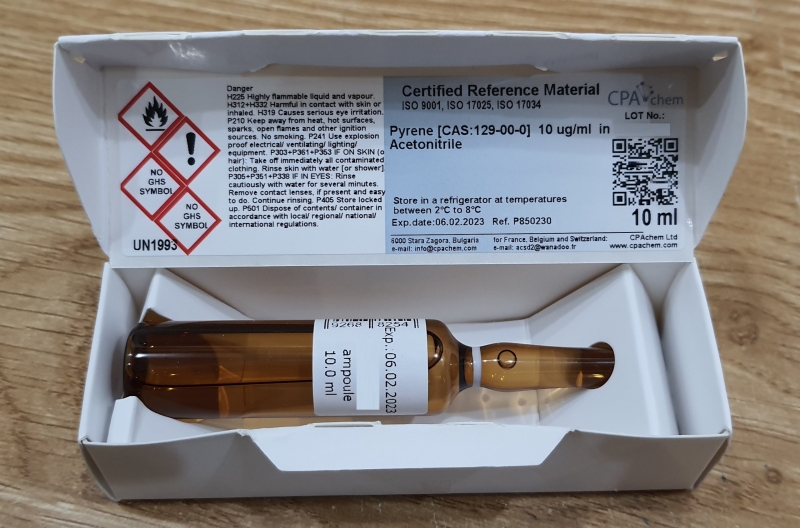 Danger
H225 Highly flammable liquid and vapour.
H312+H332 Harmful in contact with skin or
inhaled. H319 Causes serious eye irritation.
P210 Keep away from heat, hot surfaces,
sparks, open flames and other ignition
sources. No smoking. P241 Use explosion
proof electrical/ ventilating/ lighting/
equipment. P303+P361+P353 IF ON SKIN (o
hair): Take off immediately all contaminated
clothing. Rinse skin with water [or shower].
P305+P351+P338 IF IN EYES: Rinse
cautiously with water for several minutes.
Remove contact lenses, if present and easy
to do. Continue rinsing. P405 Store locked
up. P501 Dispose of contents/ container in
accordance with local/ regional/ national/
international regulations.
NO
GHS
SYMBOL
NO
GHS
SYMBOL
UN1993
Certified Reference Material
ISO 9001, ISO 17025, ISO 17034
CPAchem
LOT No.:
Pyrene [CAS:129-00-0] 10 ug/ml in
Acetonitrile
Store in a refrigerator at temperatures
between 2°C to 8°C
Exp.date:06.02.2023 Ref. P850230
10 ml
6000 Stara Zagora, Bulgaria
e-mail: info@cpachem.com
for France, Belgium and Switzerland:
e-mail: acsd2@wanadoo.fr
CPAchem Ltd
www.cpachem.com
9268 8254
Exp.:06.02.2023
ampoule
10.0 ml